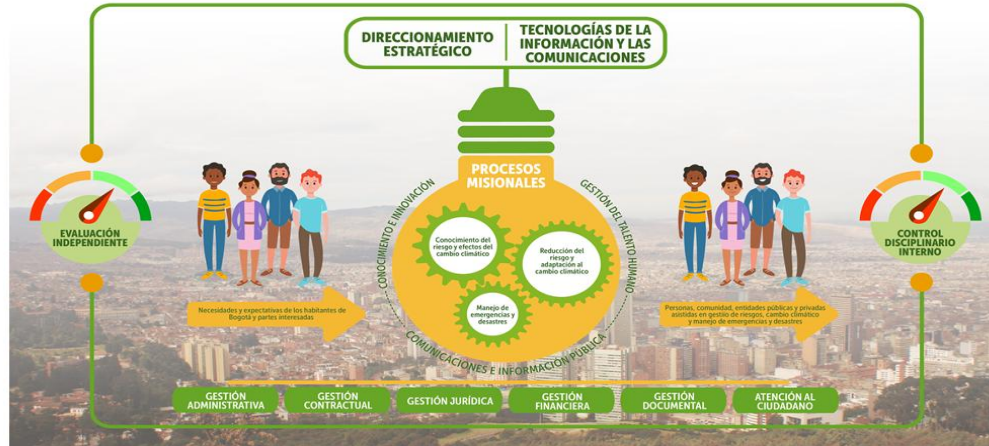 DIRECCIONAMIENTO
ESTRATÉGICO
TECNOLOGÍAS DE LA
INFORMACIÓN Y LAS
COMUNICACIONES
PROCESOS
MISIONALES
CONOCIMIENTO E INNOVACIÓN
GESTIÓN DEL TALENTO HUMANO
COMUNICACIONES E INFORMACIÓN PÚBLICA
Conocimiento del
riesgo y efectos del
cambio climático
Reducción del
riesgo y
adaptación al
cambio climático
Manejo de
emergencias y
desastres
EVALUACIÓN
INDEPENDIENTE
CONTROL
DISCIPLINARIO
INTERNO
Necesidades y expectativas de los habitantes de
Bogotá y partes interesadas
Personas, comunidad, entidades públicas y privadas
asistidas en gestión de riesgos, cambio climático
y manejo de emergencias y desastres
GESTIÓN
ADMINISTRATIVA
GESTIÓN
CONTRACTUAL
GESTIÓN JURÍDICA
GESTIÓN
FINANCIERA
GESTIÓN
DOCUMENTAL
ATENCIÓN AL
CIUDADANO